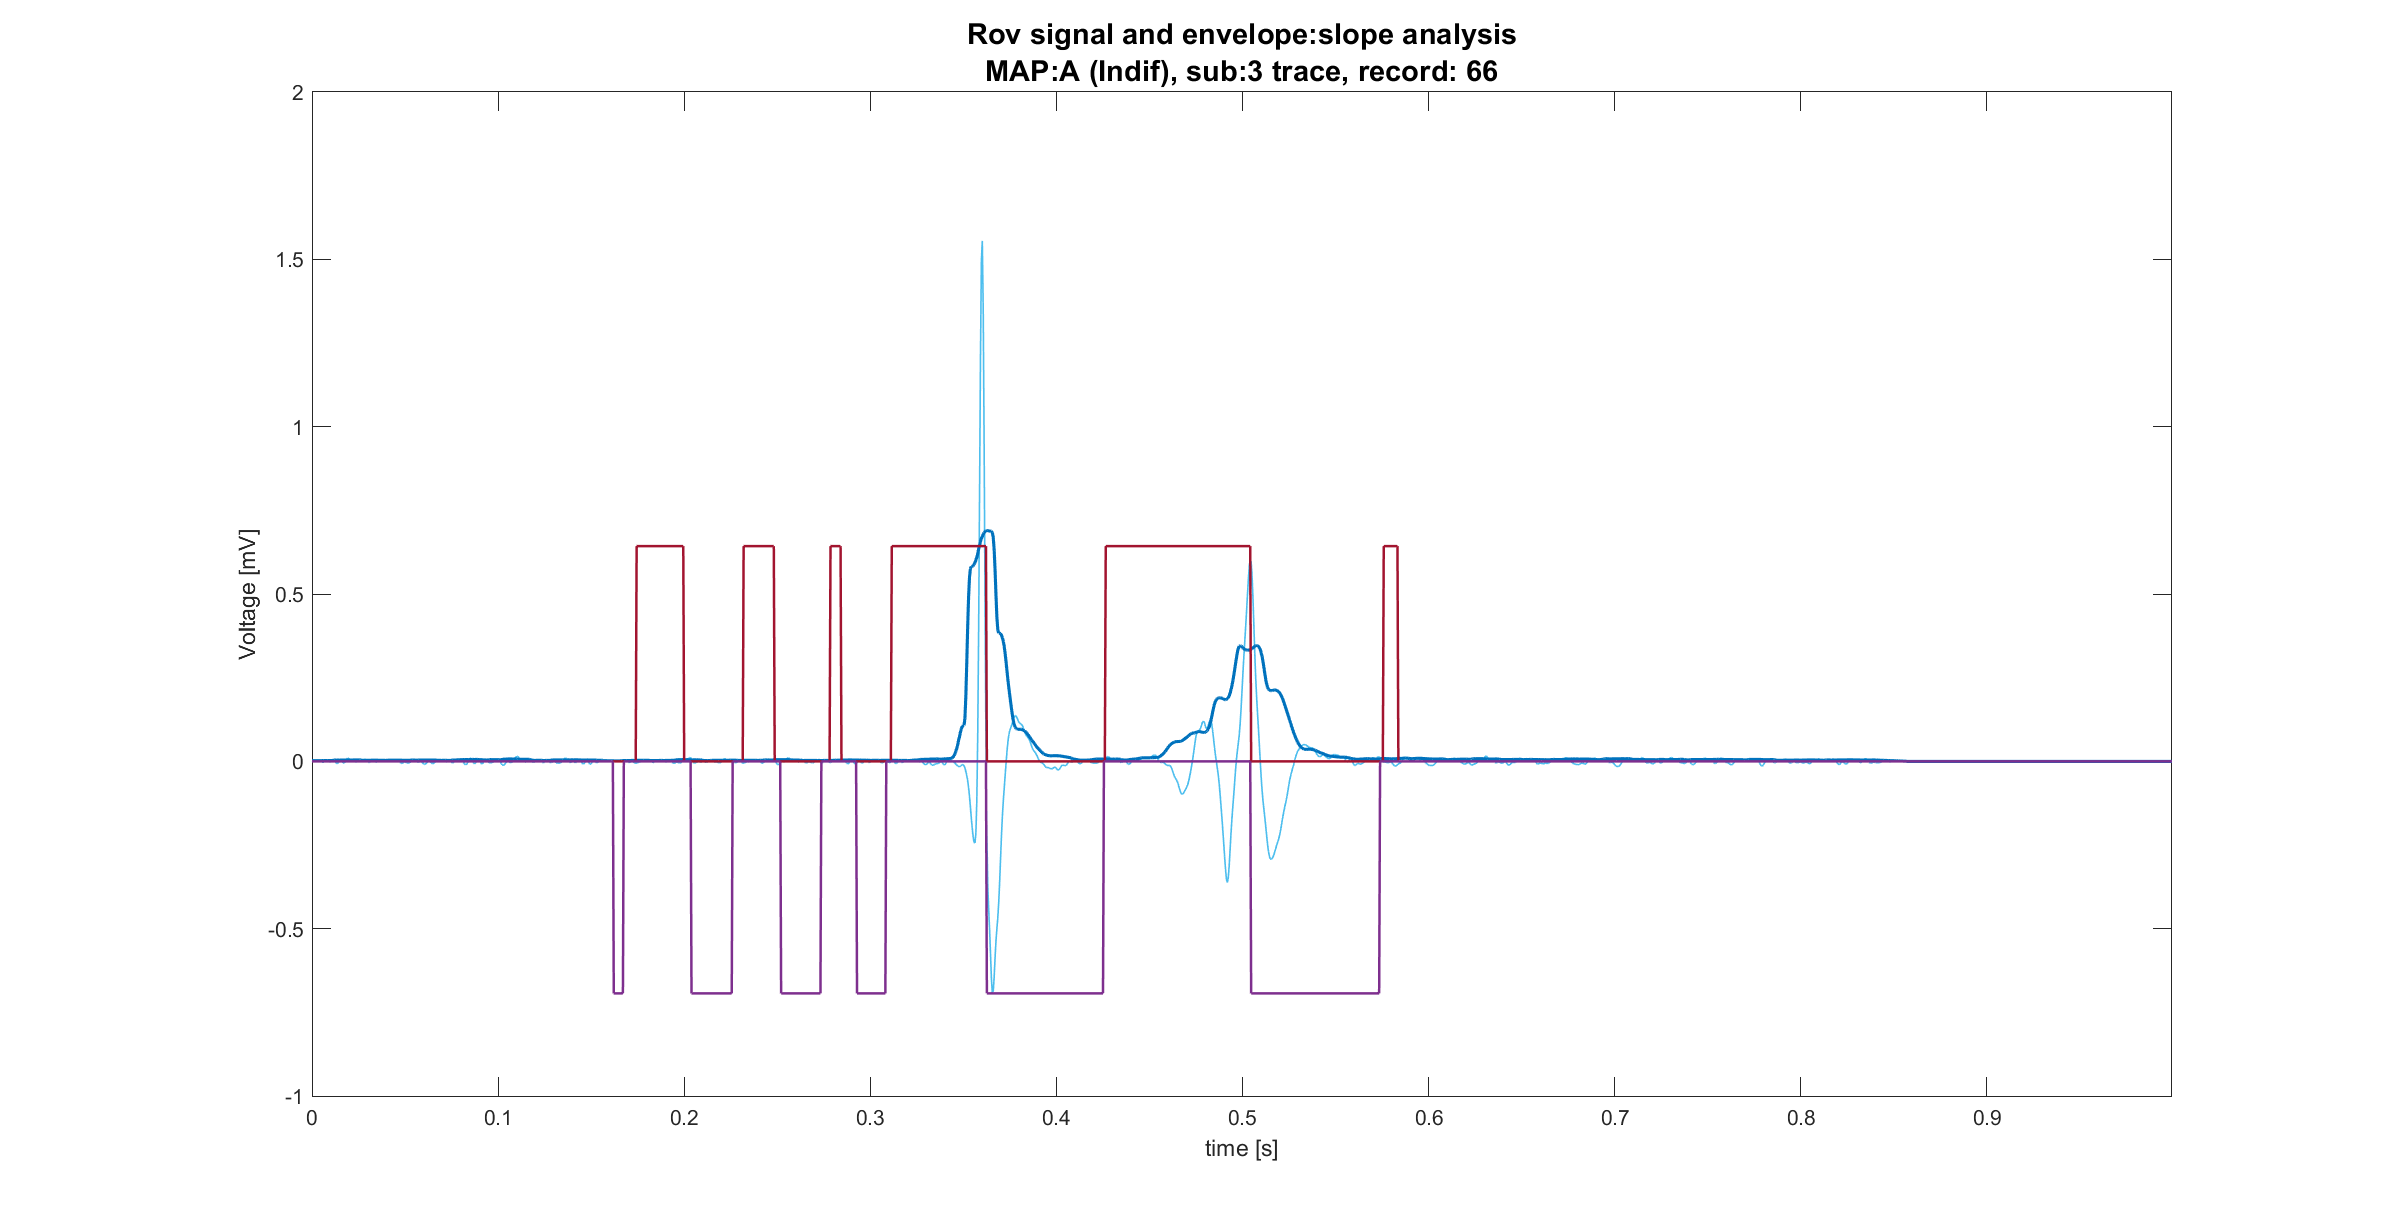 Rov signal and envelope:slope analysis
MAP:A (Indif), sub:3 trace, record: 66
2
1.5
1
0.5
0
-0.5
-1
Voltage [mV]
0 0.1 0.2 0.3 0.4 0.5 0.6 0.7 0.8 0.9
time [s]